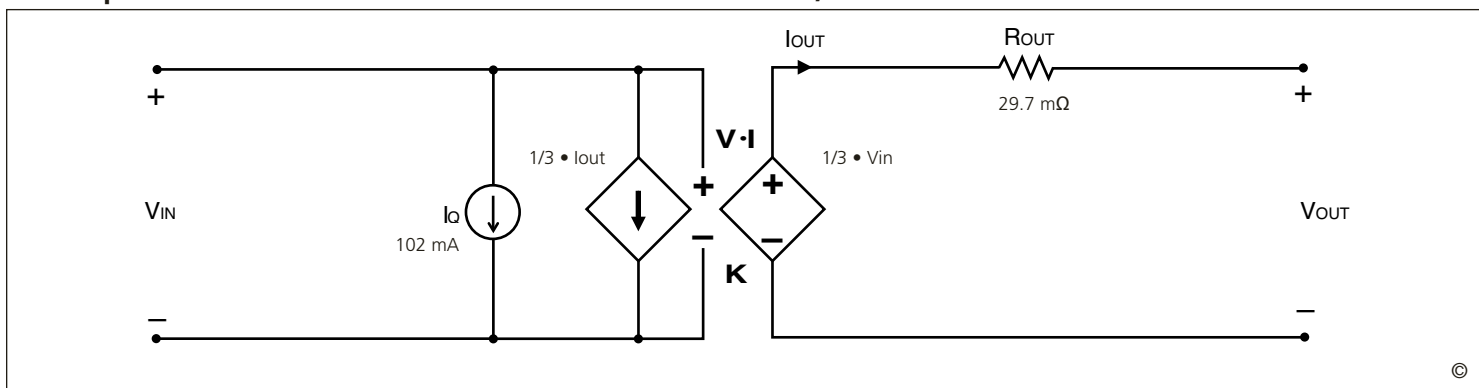 IOUT
ROUT
+
+
29.7 mΩ
V•I
1/3 • Iout
1/3 • Vin
+
+
VIN
IQ
VOUT
102 mA
–
–
K
–
–
©